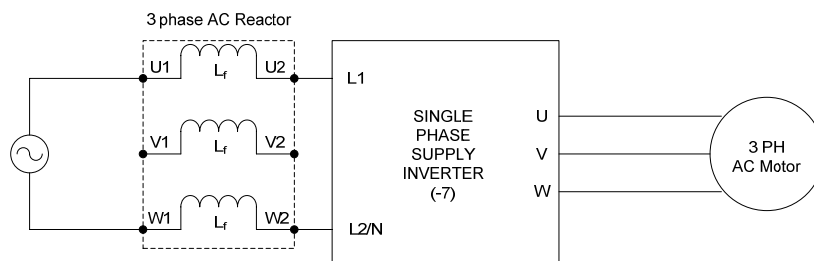 3 phase AC Reactor
U1
U2
Lf
L1
V1
V2
Lf
W1
W2
Lf
L2/N
SINGLE
PHASE
SUPPLY
INVERTER
(-7)
U
V
W
3 PH
AC Motor